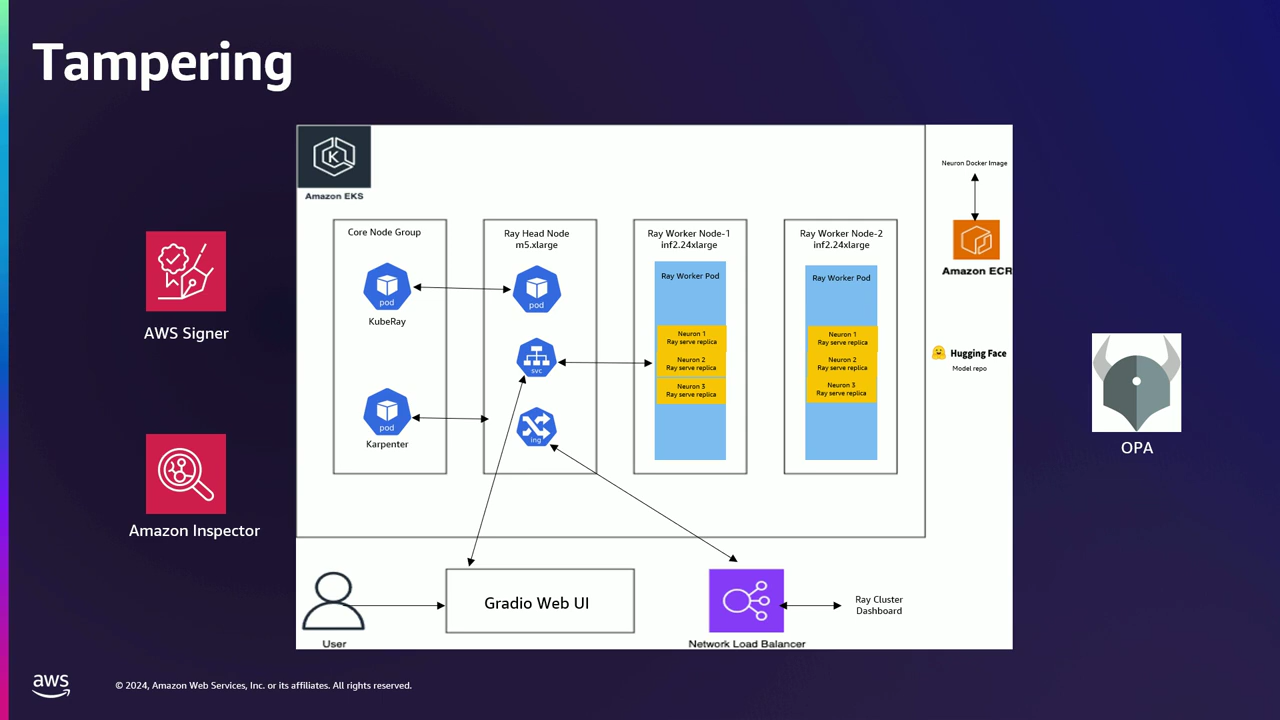 Tampering
Amazon EKS
Core Node Group
pod
KubeRay
pod
Karpenter
Ray Head Node
m5.xlarge
pod
svc
ing
Ray Worker Node-1
inf2.24xlarge
Ray Worker Pod
Neuron 1
Ray serve replica
Neuron 2
Ray serve replica
Neuron 3
Ray serve replica
Ray Worker Node-2
inf2.24xlarge
Ray Worker Pod
Neuron 1
Ray serve replica
Neuron 2
Ray serve replica
Neuron 3
Ray serve replica
Neuron Docker Image
Amazon ECR
Hugging Face
Model repo
AWS Signer
Amazon Inspector
OPA
User
Gradio Web UI
Network Load Balancer
Ray Cluster
Dashboard
aws
© 2024, Amazon Web Services, Inc. or its affiliates. All rights reserved.